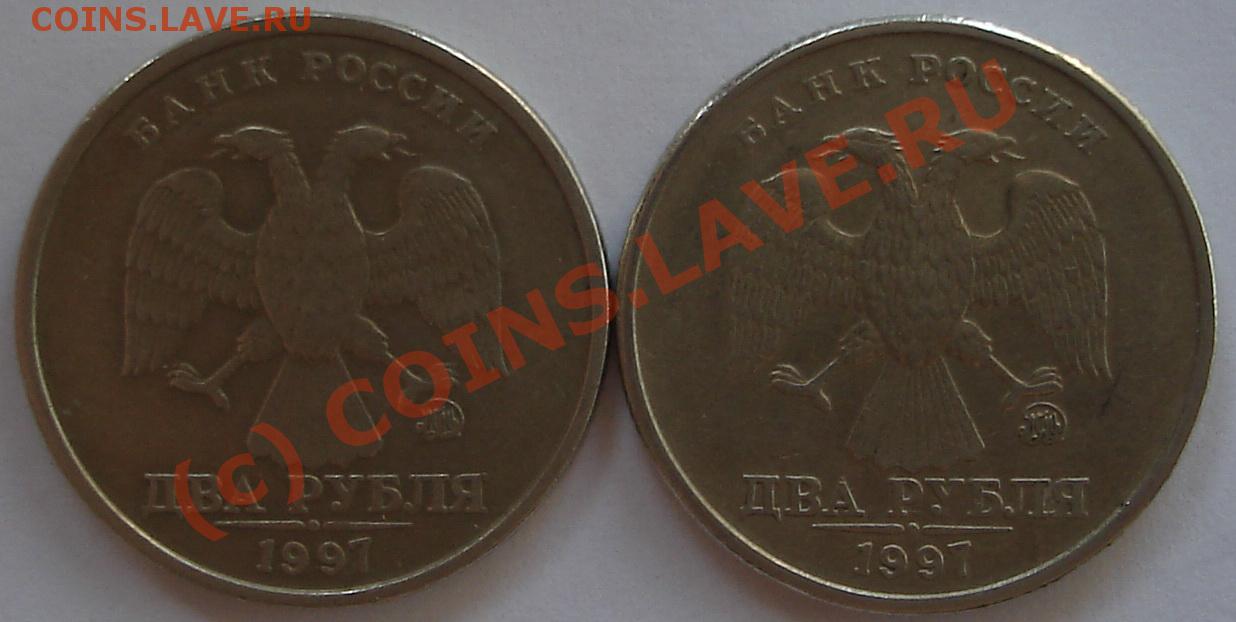 COINS.LAVE.RU
БАНК РОССИИ
ДВА РУБЛЯ
1997
БАНК РОССИИ
ДВА РУБЛЯ
1997
(c) COINS.LAVE.RU